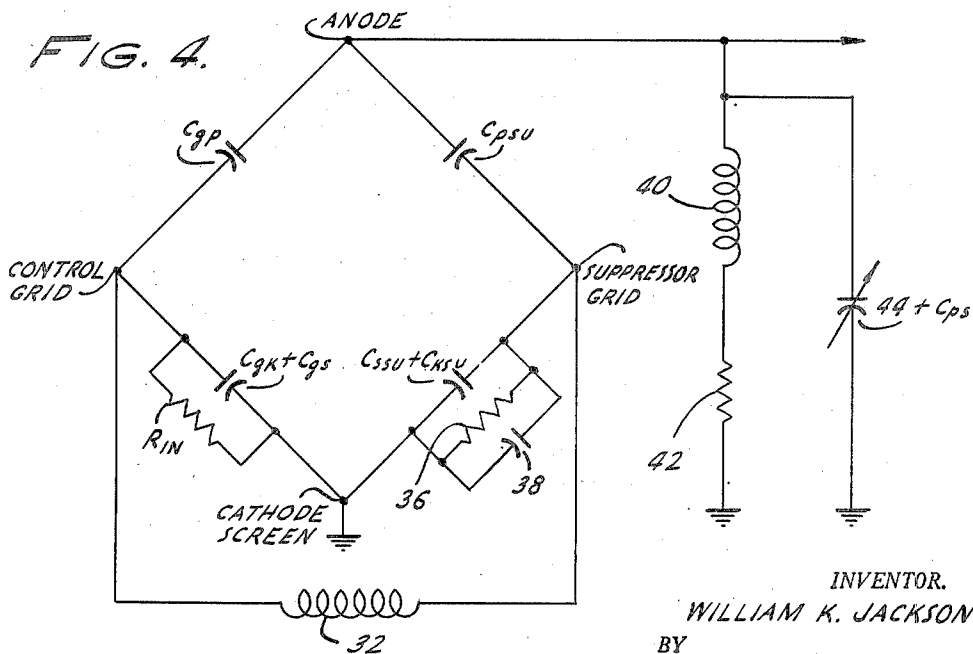 FIG. 4.
ANODE
Cgp
Cpsu
40
CONTROL
GRID
SUPPRESSOR
GRID
44 + Cps
Cgk + Cgs
Cssu + Cksu
RIN
36
38
42
CATHODE
SCREEN
32
INVENTOR.
WILLIAM K. JACKSON
BY